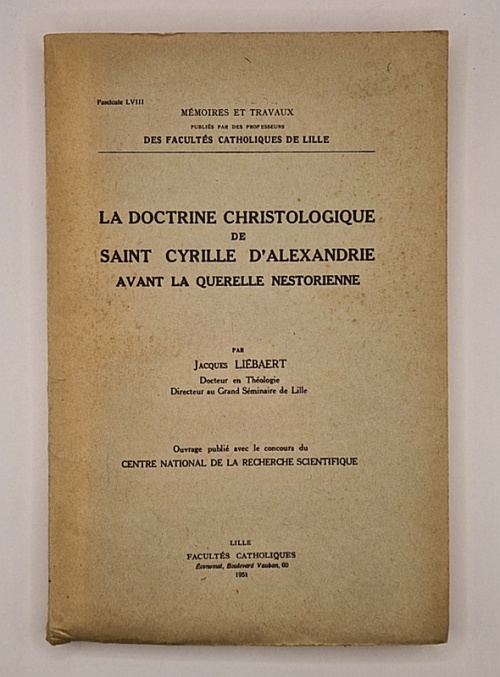 Fascicule LVIII
MÉMOIRES ET TRAVAUX
PUBLIÉS PAR DES PROFESSEURS
DES FACULTÉS CATHOLIQUES DE LILLE
LA DOCTRINE CHRISTOLOGIQUE
DE
SAINT CYRILLE D'ALEXANDRIE
AVANT LA QUERELLE NESTORIENNE
PAR
JACQUES LIÉBAERT
Docteur en Théologie
Directeur au Grand Séminaire de Lille
Ouvrage publié avec le concours du
CENTRE NATIONAL DE LA RECHERCHE SCIENTIFIQUE
LILLE
FACULTÉS CATHOLIQUES
Économat, Boulevard Vauban, 60
1951